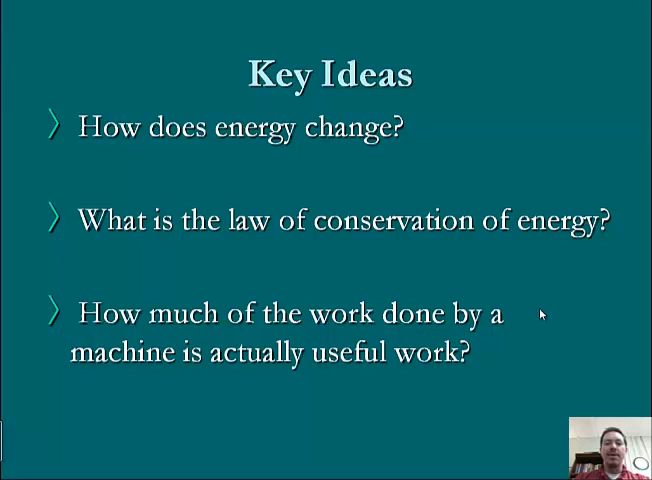 Key Ideas
How does energy change?
What is the law of conservation of energy?
How much of the work done by a
machine is actually useful work?